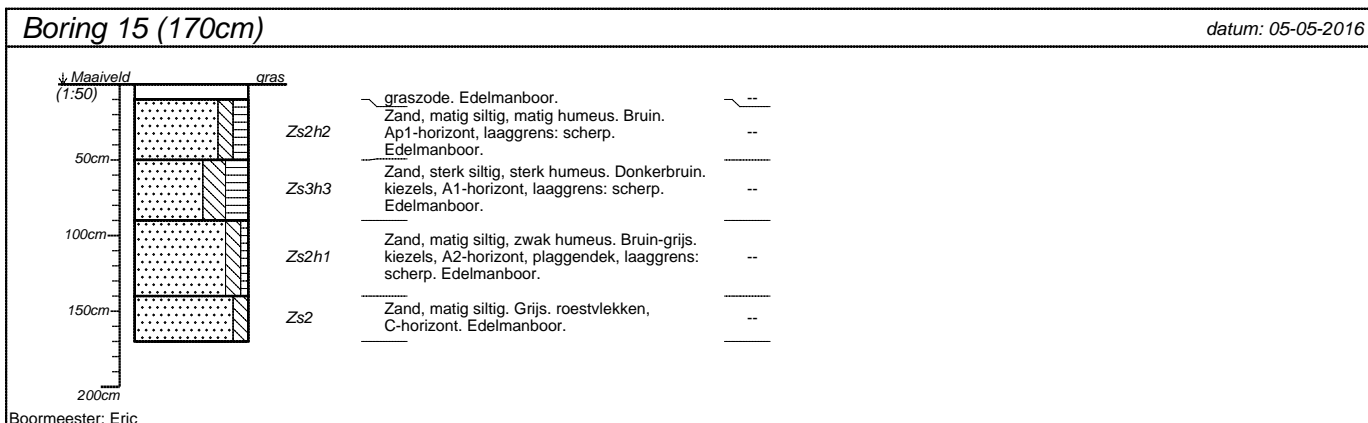 Boring 15 (170cm)
datum: 05-05-2016
Maaiveld
gras
(1:50)
graszode. Edelmanboor.
--
Zs2h2
Zand, matig siltig, matig humeus. Bruin.
Ap1-horizont, laaggrens: scherp.
Edelmanboor.
--
50cm
Zs3h3
Zand, sterk siltig, sterk humeus. Donkerbruin.
kiezels, A1-horizont, laaggrens: scherp.
Edelmanboor.
--
100cm
Zs2h1
Zand, matig siltig, zwak humeus. Bruin-grijs.
kiezels, A2-horizont, plaggendek, laaggrens:
scherp. Edelmanboor.
--
150cm
Zs2
Zand, matig siltig. Grijs. roestvlekken,
C-horizont. Edelmanboor.
--
200cm
Boormeester: Eric